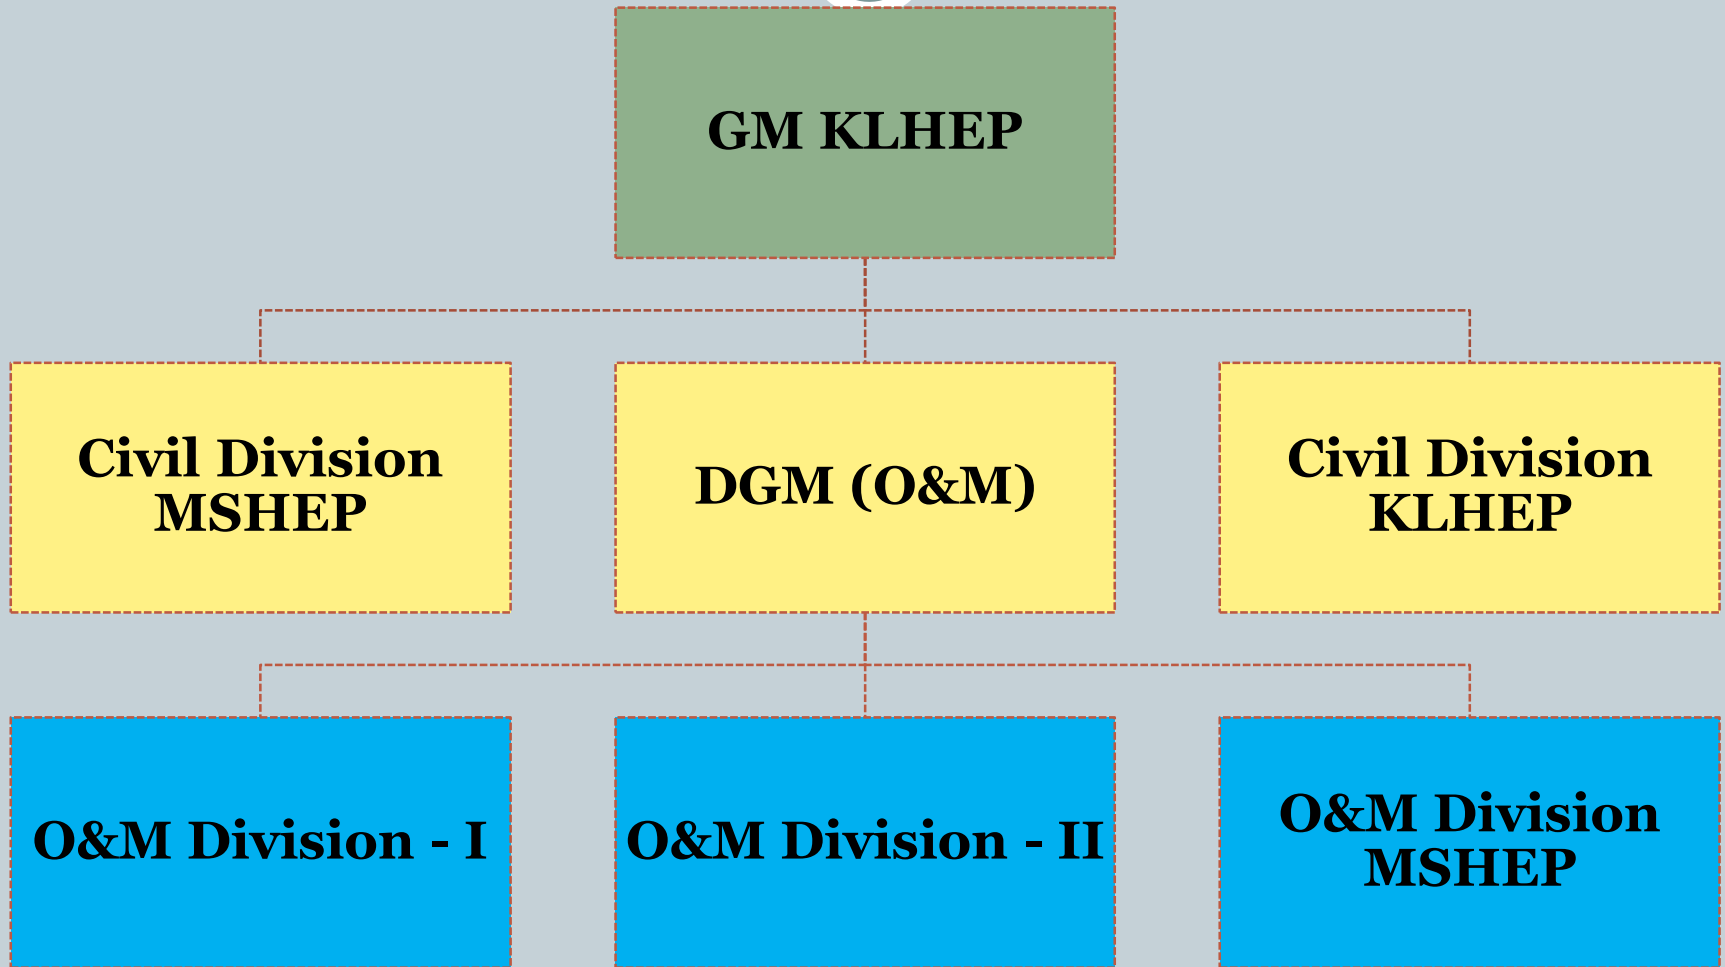 GM KLHEP
Civil Division
MSHEP
DGM (O&M)
Civil Division
KLHEP
O&M Division - I
O&M Division - II
O&M Division
MSHEP